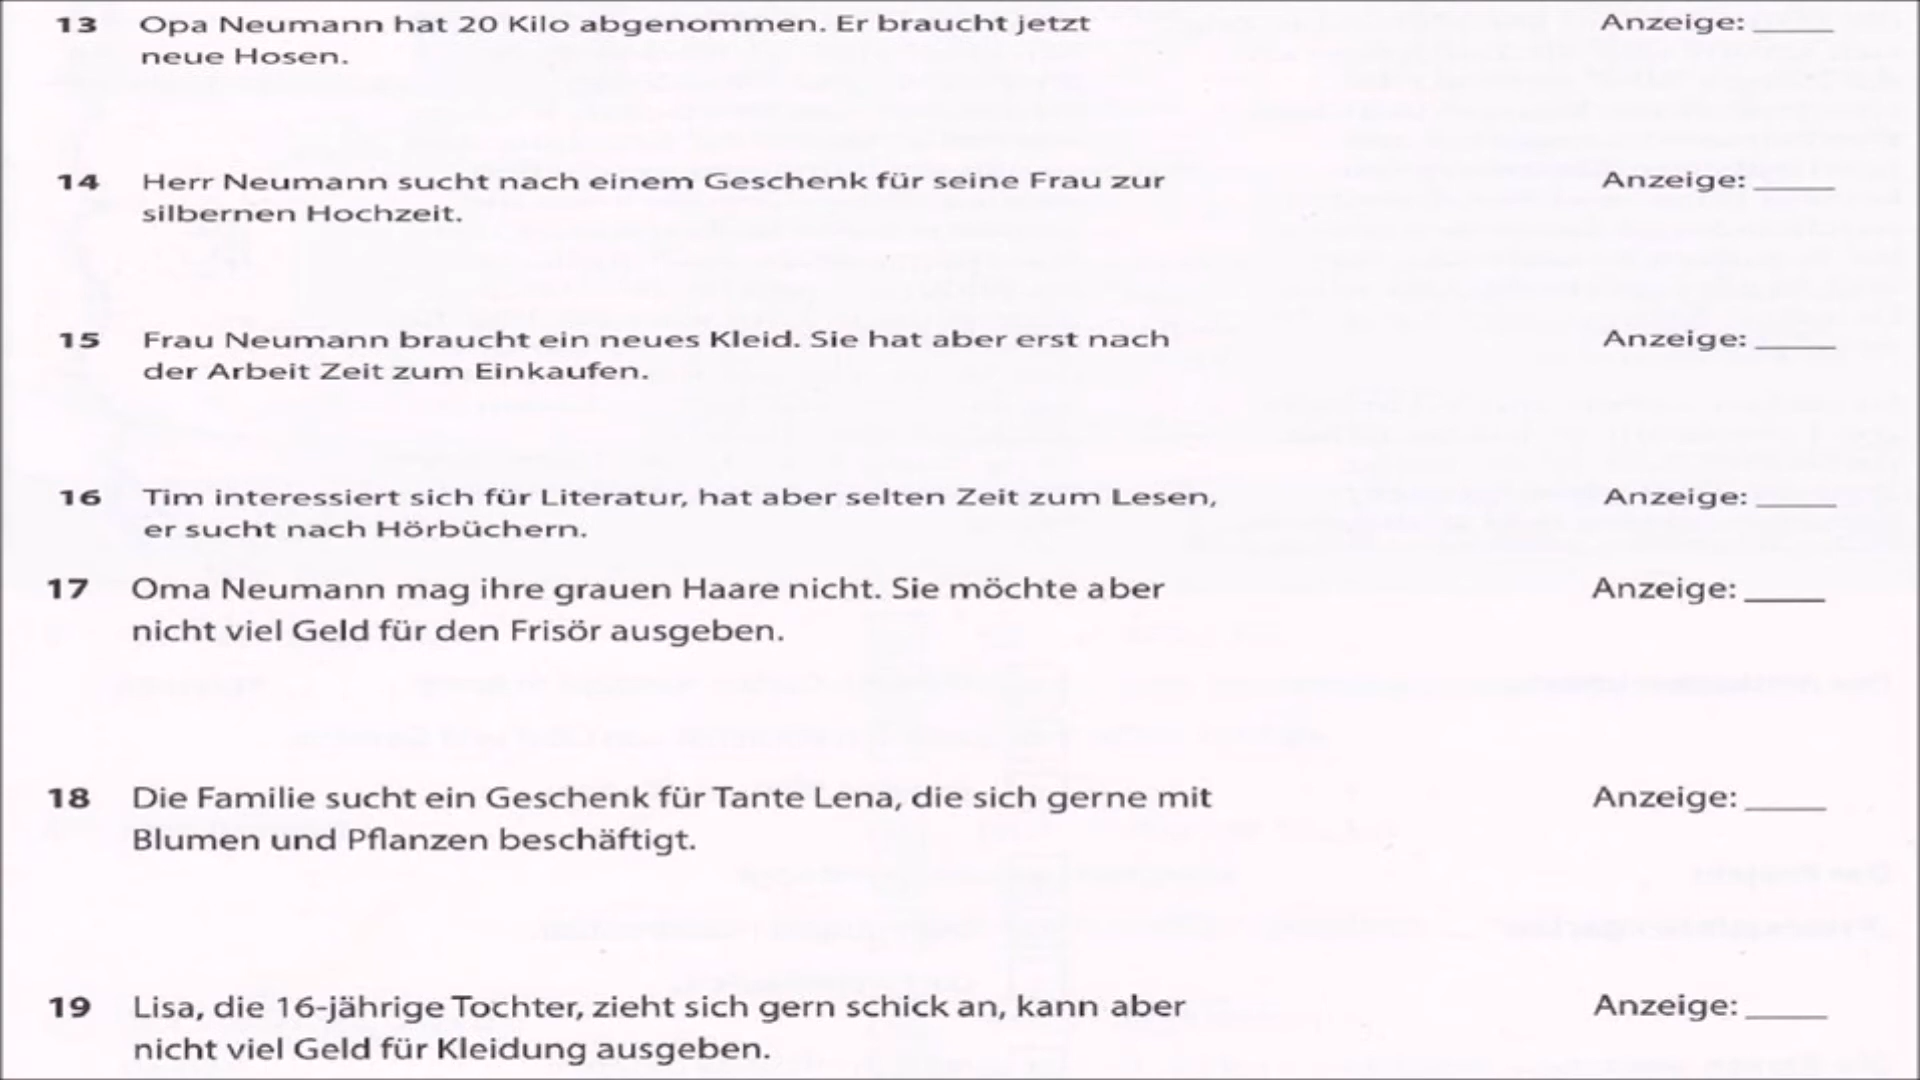 13 Opa Neumann hat 20 Kilo abgenommen. Er braucht jetzt Anzeige: _____
neue Hosen.
14 Herr Neumann sucht nach einem Geschenk für seine Frau zur Anzeige: _____
silbernen Hochzeit.
15 Frau Neumann braucht ein neues Kleid. Sie hat aber erst nach Anzeige: _____
der Arbeit Zeit zum Einkaufen.
16 Tim interessiert sich für Literatur, hat aber selten Zeit zum Lesen, Anzeige: _____
er sucht nach Hörbüchern.
17 Oma Neumann mag ihre grauen Haare nicht. Sie möchte aber Anzeige: _____
nicht viel Geld für den Frisör ausgeben.
18 Die Familie sucht ein Geschenk für Tante Lena, die sich gerne mit Anzeige: _____
Blumen und Pflanzen beschäftigt.
19 Lisa, die 16-jährige Tochter, zieht sich gern schick an, kann aber Anzeige: _____
nicht viel Geld für Kleidung ausgeben.